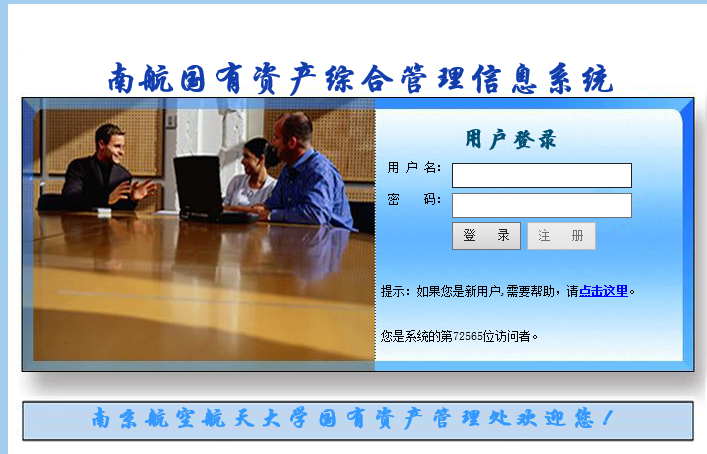 南航国有资产综合管理信息系统
用户登录
用 户 名：
密 码：
登 录 注 册
提示：如果您是新用户,需要帮助，请点击这里。
您是系统的第72565位访问者。
南京航空航天大学国有资产管理处欢迎您！